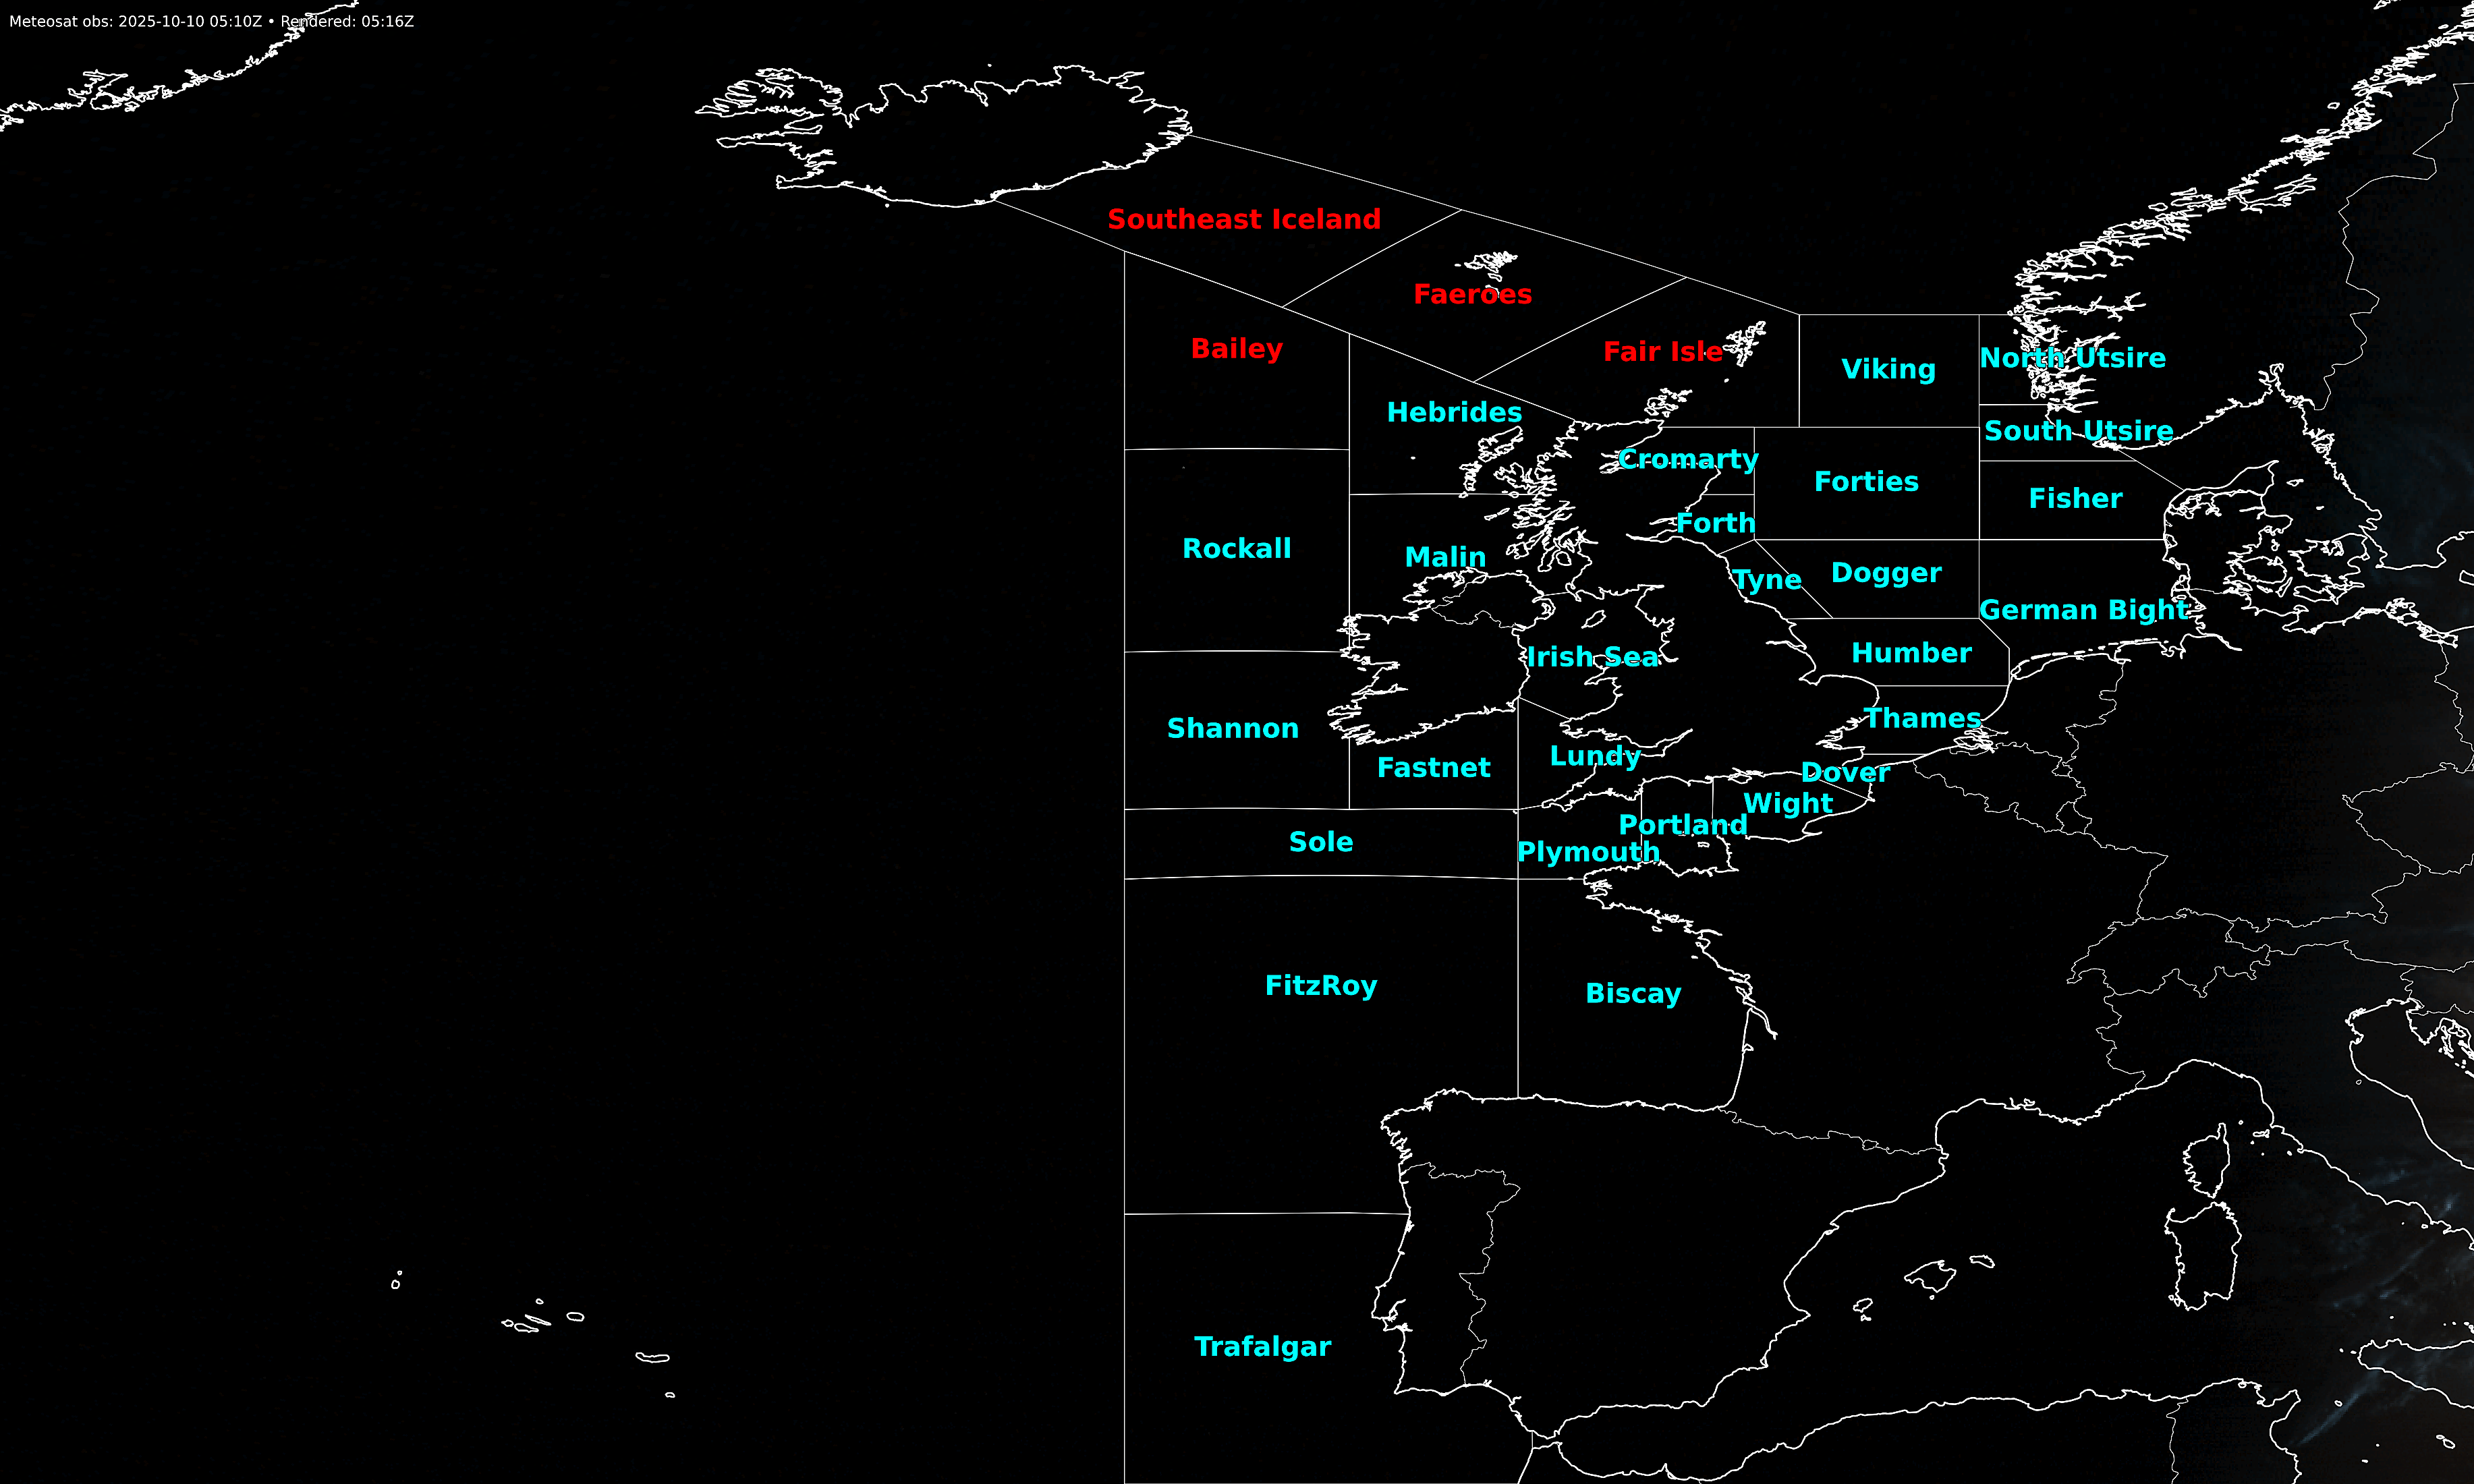 Meteosat obs: 2025-10-10 05:10Z • Rendered: 05:16Z
Southeast Iceland
Faeroes
Bailey
Fair Isle
Viking
North Utsire
Hebrides
South Utsire
Cromarty
Forties
Fisher
Forth
Rockall
Malin
Tyne
Dogger
German Bight
Irish Sea
Humber
Shannon
Thames
Fastnet
Lundy
Dover
Wight
Portland
Sole
Plymouth
FitzRoy
Biscay
Trafalgar